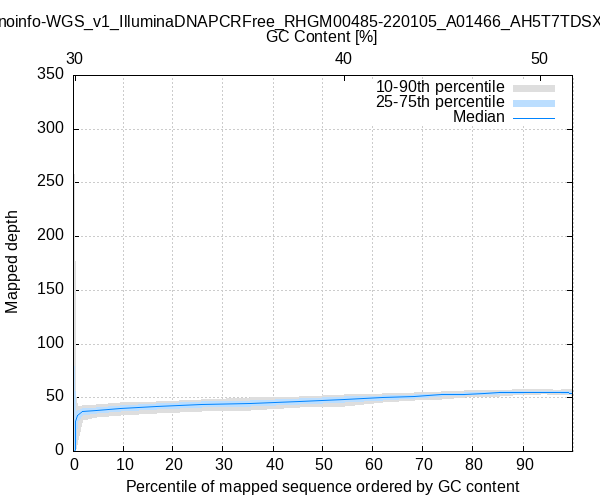 noinfo-WGS_v1_IlluminaDNAPCRFree_RHGM00485-220105_A01466_AH5T7TDSX
GC Content [%]
30 40 50
350
300
250
200
150
100
50
0
Mapped depth
10-90th percentile
25-75th percentile
Median
0 10 20 30 40 50 60 70 80 90
Percentile of mapped sequence ordered by GC content